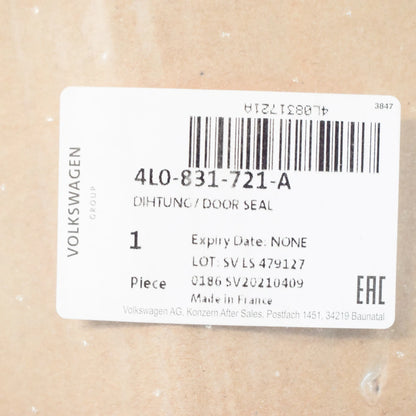 3847
4L0831721A
VOLKSWAGEN
GROUP
4L0-831-721-A
DIHTUNG/ DOOR SEAL
1 Expiry Date: NONE
LOT: SV LS 479127
Piece 0186 SV20210409
Made in France
EAC
Volkswagen AG, Konzern After Sales, Postfach 1451, 34219 Baunatal